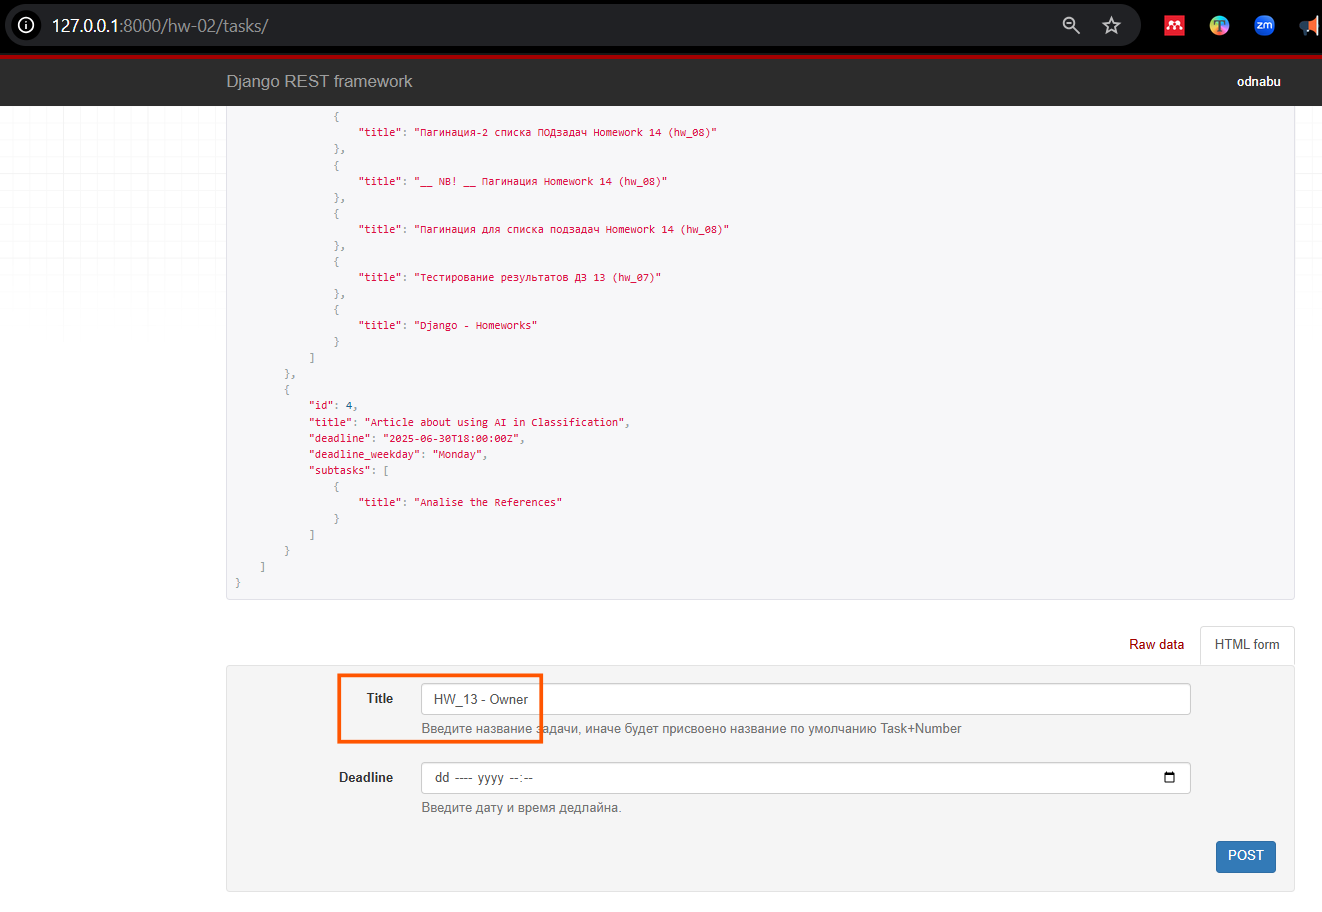 127.0.0.1:8000/hw-02/tasks/
zm
Django REST framework
odnabu
{
"title": "Пагинация-2 списка ПОДзадач Homework 14 (hw_08)"
},
{
"title": "__ NB! __ Пагинация Homework 14 (hw_08)"
},
{
"title": "Пагинация для списка подзадач Homework 14 (hw_08)"
},
{
"title": "Тестирование результатов ДЗ 13 (hw_07)"
},
{
"title": "Django - Homeworks"
}
]
},
{
"id": 4,
"title": "Article about using AI in Classification",
"deadline": "2025-06-30T18:00:00Z",
"deadline_weekday": "Monday",
"subtasks": [
{
"title": "Analise the References"
}
]
}
]
}
Raw data
HTML form
Title
HW_13 - Owner
Введите название задачи, иначе будет присвоено название по умолчанию Task+Number
Deadline
dd ---- yyyy --:--
Введите дату и время дедлайна.
POST